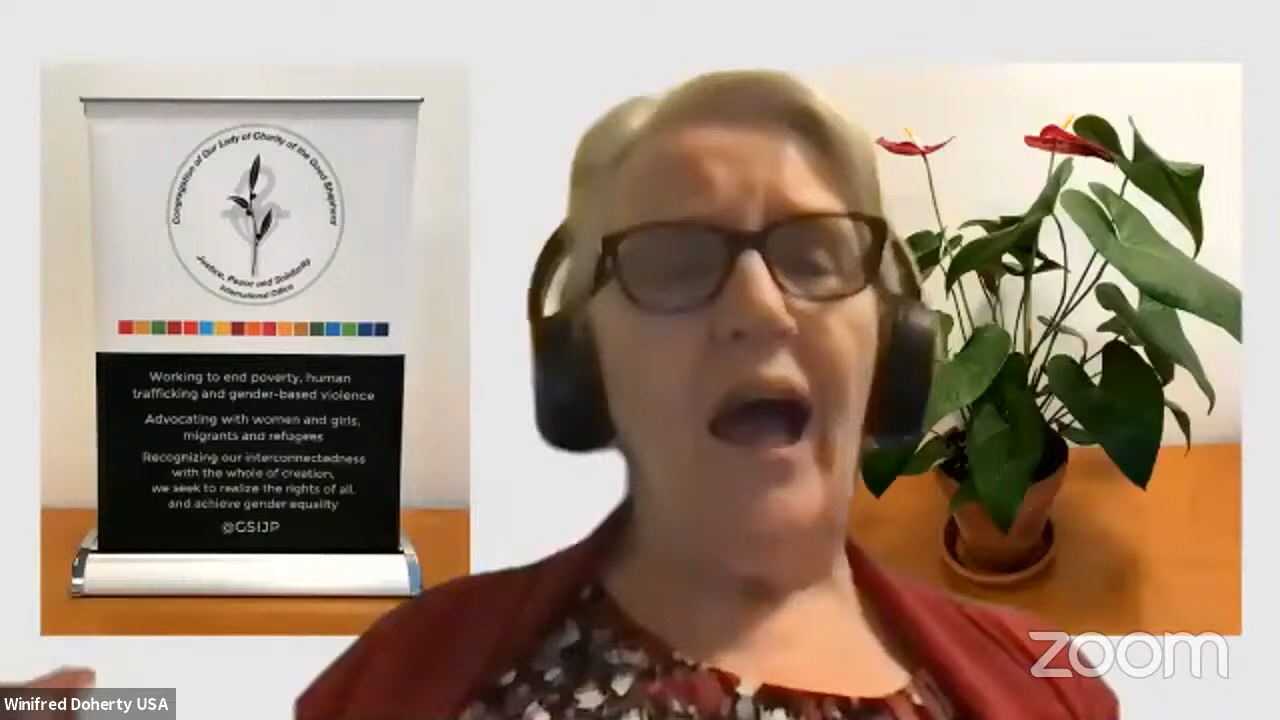 Congregation of Our Lady of Charity of the Good Shepherd
Justice, Peace and Solidarity
International Office
Working to end poverty, human
trafficking and gender-based violence
Advocating with women and girls,
migrants and refugees
Recognizing our interconnectedness
with the whole of creation,
we seek to realize the rights of all,
and achieve gender equality
@GSIJP
zoom
Winifred Doherty USA